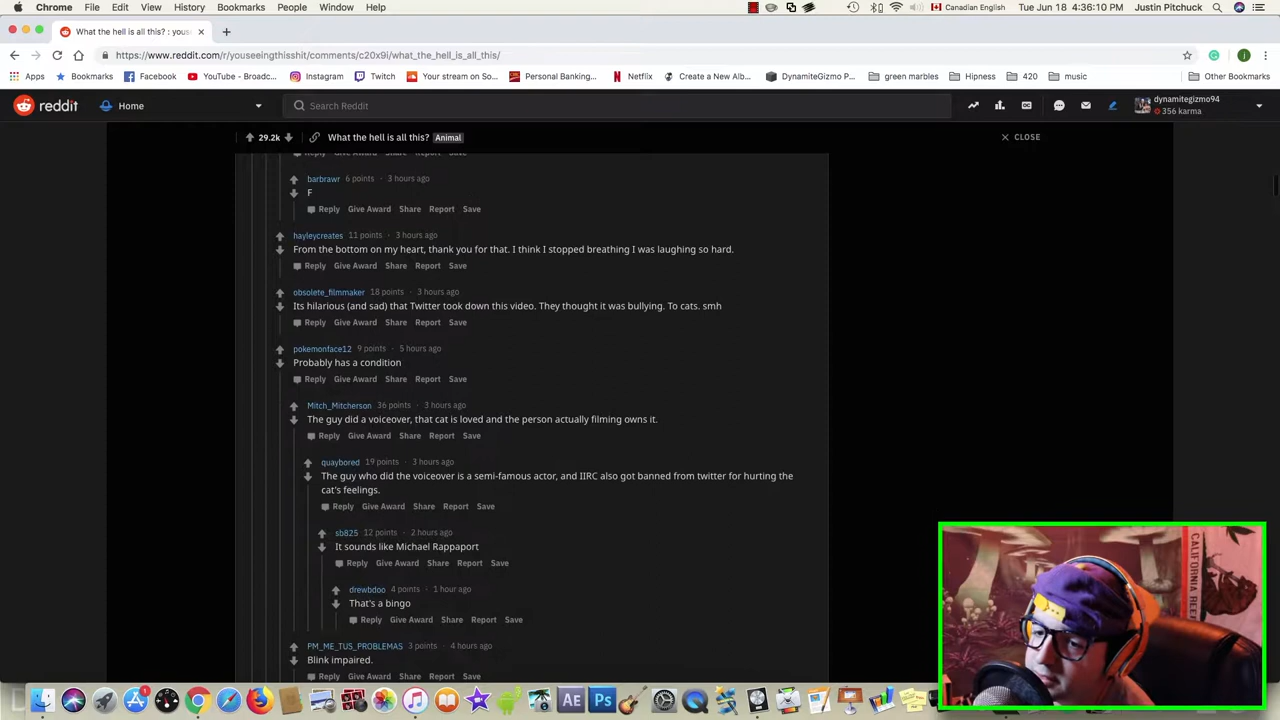 Chrome File Edit View History Bookmarks People Window Help Canadian English Tue Jun 18 4:36:10 PM Justin Pitchuck
What the hell is all this? : yous
https://www.reddit.com/r/youseeingthisshit/comments/c20x9i/what_the_hell_is_all_this/
Apps Bookmarks Facebook YouTube - Broadc... Instagram Twitch Your stream on So... Personal Banking... Netflix Create a New Alb... DynamiteGizmo P... green marbles Hipness 420 music Other Bookmarks
reddit Home Search Reddit dynamitegizmo94
356 karma
29.2k What the hell is all this? Animal CLOSE
Reply Give Award Share Report Save
barbrawr 6 points · 3 hours ago
F
Reply Give Award Share Report Save
hayleycreates 11 points · 3 hours ago
From the bottom on my heart, thank you for that. I think I stopped breathing I was laughing so hard.
Reply Give Award Share Report Save
obsolete_filmmaker 18 points · 3 hours ago
Its hilarious (and sad) that Twitter took down this video. They thought it was bullying. To cats. smh
Reply Give Award Share Report Save
pokemonface12 9 points · 5 hours ago
Probably has a condition
Reply Give Award Share Report Save
Mitch_Mitcherson 36 points · 3 hours ago
The guy did a voiceover, that cat is loved and the person actually filming owns it.
Reply Give Award Share Report Save
quaybored 19 points · 3 hours ago
The guy who did the voiceover is a semi-famous actor, and IIRC also got banned from twitter for hurting the
cat's feelings.
Reply Give Award Share Report Save
sb825 12 points · 2 hours ago
It sounds like Michael Rappaport
Reply Give Award Share Report Save
drewbdoo 4 points · 1 hour ago
That's a bingo
Reply Give Award Share Report Save
PM_ME_TUS_PROBLEMAS 3 points · 4 hours ago
Blink impaired.
Reply Give Award Share Report Save
CALIFORNIA REE
1
Ae Ps